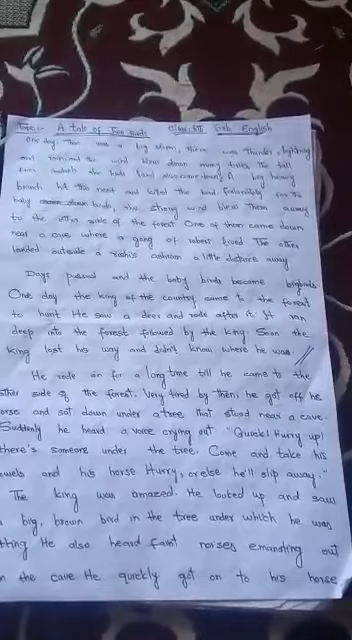 Topic:- A tale of Two Birds Class: VII Sub: English
One day, There was a big storm, there was thunder, lightning
and rain and the wind blew down many trees. The tall
tree which the birds lived also came down. A big heavy
branch hit the nest and killed the bird. Fortunately for the
baby birds, the strong wind blew them away
to the other side of the forest One of them came down
near a cave where a gang of robers lived The other
landed outside a rishi's ashram a little distance away
Days passed and the baby birds became bigbirds
One day the king of the country came to the forest
to hunt He saw a deer and rode after it. It ran
deep into the forest followed by the king. Soon the
king lost his way and didn't know where he was.//
He rode on for a long time till he came to the
other side of the forest. Very tired by then, he got off he
orse and sat down under a tree that stood near a cave.
Suddenly he heard a voice crying out "Quick! Hurry up!
there's someone under the tree. Come and take his
ewels and his horse Hurry, or else he'll slip away."
The king was amazed. He looked up and saw
a big, brown bird in the tree under which he was
itting He also heard faint noises emanating out
m the cave He quickly got on to his horse